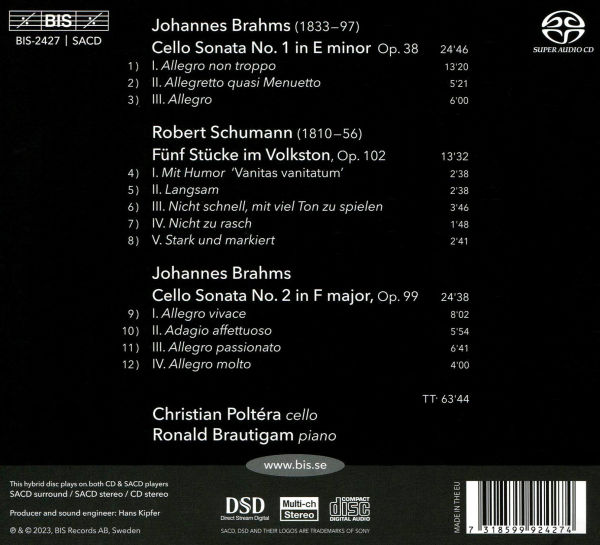 BIS
BIS-2427 | SACD
SUPER AUDIO CD
Johannes Brahms (1833–97)
Cello Sonata No. 1 in E minor Op. 38 24'46
1) I. Allegro non troppo 13'20
2) II. Allegretto quasi Menuetto 5'21
3) III. Allegro 6'00
Robert Schumann (1810–56)
Fünf Stücke im Volkston, Op. 102 13'32
4) I. Mit Humor ‘Vanitas vanitatum’ 2'38
5) II. Langsam 2'38
6) III. Nicht schnell, mit viel Ton zu spielen 3'46
7) IV. Nicht zu rasch 1'48
8) V. Stark und markiert 2'41
Johannes Brahms
Cello Sonata No. 2 in F major, Op. 99 24'38
9) I. Allegro vivace 8'02
10) II. Adagio affettuoso 5'54
11) III. Allegro passionato 6'41
12) IV. Allegro molto 4'00
TT· 63'44
Christian Poltéra cello
Ronald Brautigam piano
www.bis.se
This hybrid disc plays on both CD & SACD players
SACD surround / SACD stereo / CD stereo
Producer and sound engineer: Hans Kipfer
℗ & © 2023, BIS Records AB, Sweden
DSD
Direct Stream Digital
Multi-ch
Stereo
COMPACT
disc
DIGITAL AUDIO
SACD, DSD AND THEIR LOGOS ARE TRADEMARKS OF SONY
MADE IN THE EU
7 318599 924274